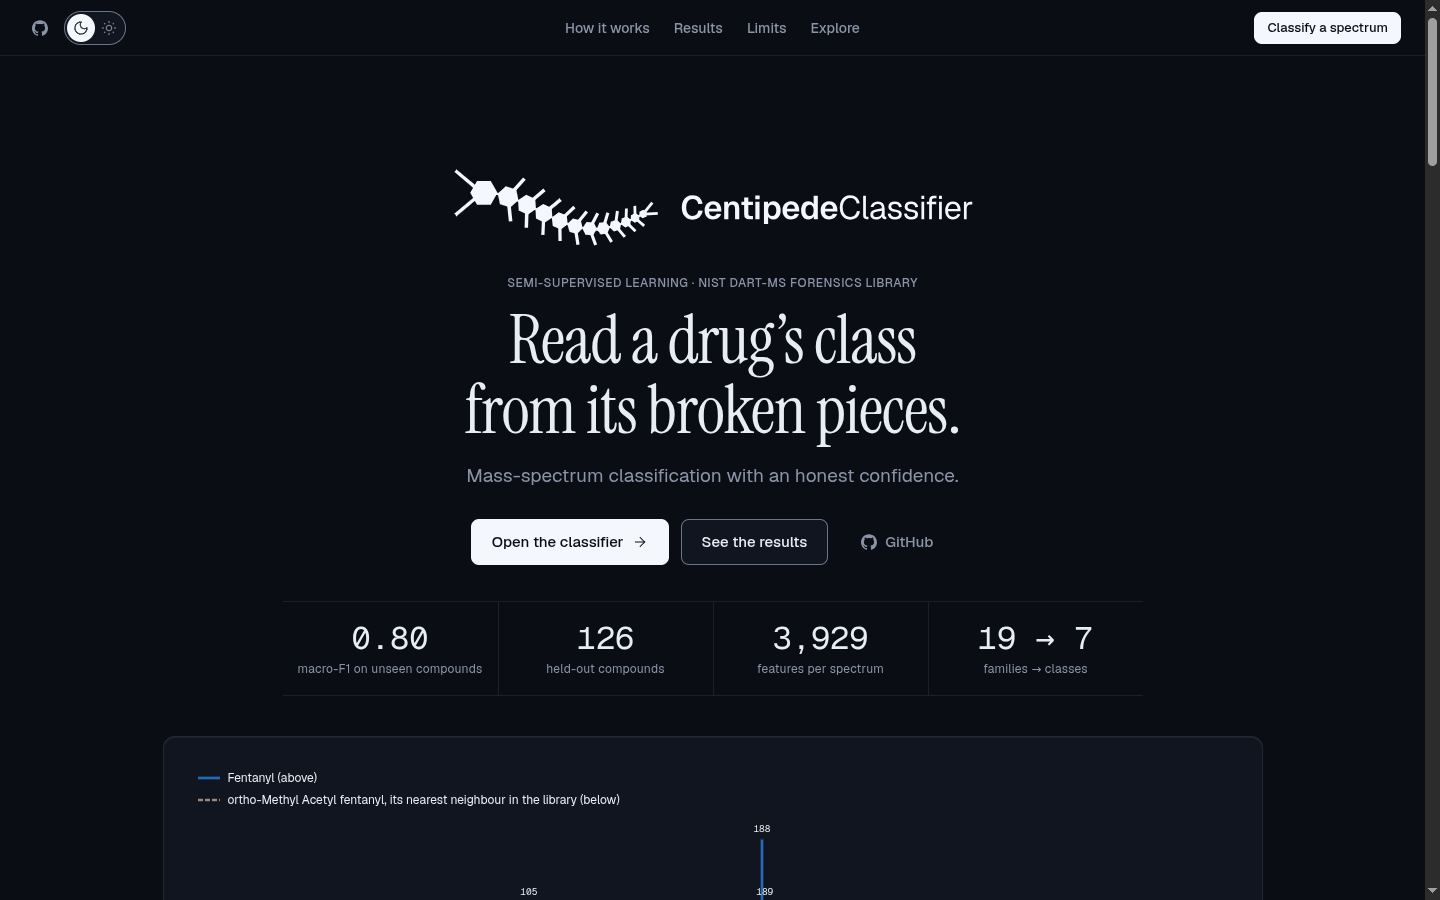 How it works Results Limits Explore
Classify a spectrum
CentipedeClassifier
SEMI-SUPERVISED LEARNING · NIST DART-MS FORENSICS LIBRARY
Read a drug’s class
from its broken pieces.
Mass-spectrum classification with an honest confidence.
Open the classifier → See the results GitHub
0.80 126 3,929 19 → 7
macro-F1 on unseen compounds held-out compounds features per spectrum families → classes
Fentanyl (above)
ortho-Methyl Acetyl fentanyl, its nearest neighbour in the library (below)
188
105 189